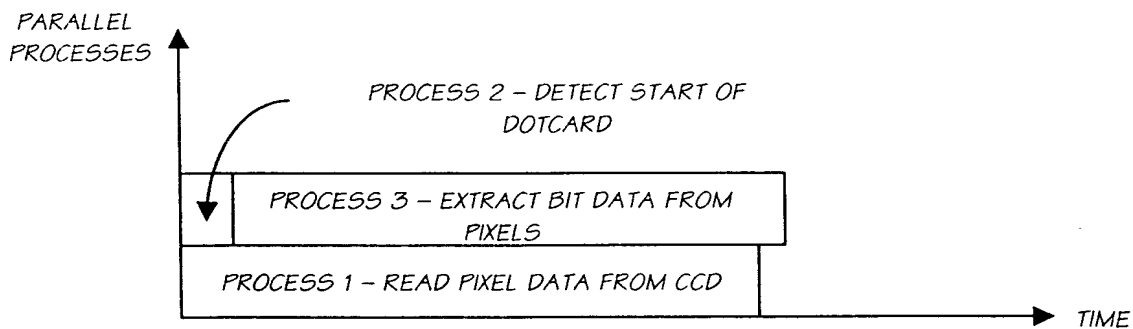 PARALLEL
PROCESSES
PROCESS 2 – DETECT START OF
DOTCARD
PROCESS 3 – EXTRACT BIT DATA FROM
PIXELS
PROCESS 1 – READ PIXEL DATA FROM CCD
TIME